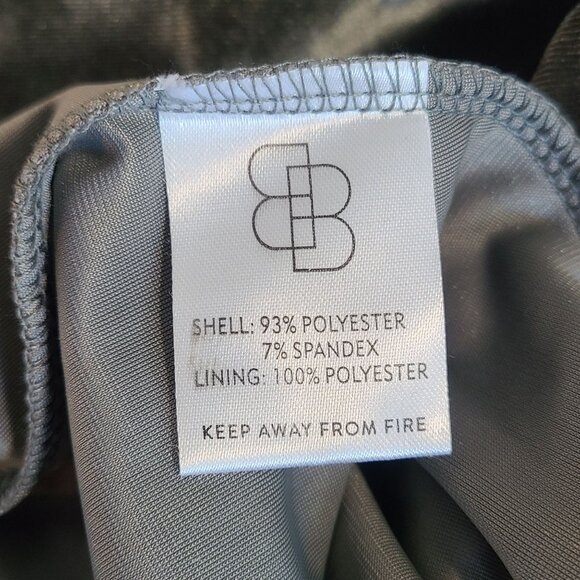 SHELL: 93% POLYESTER
7% SPANDEX
LINING: 100% POLYESTER
KEEP AWAY FROM FIRE